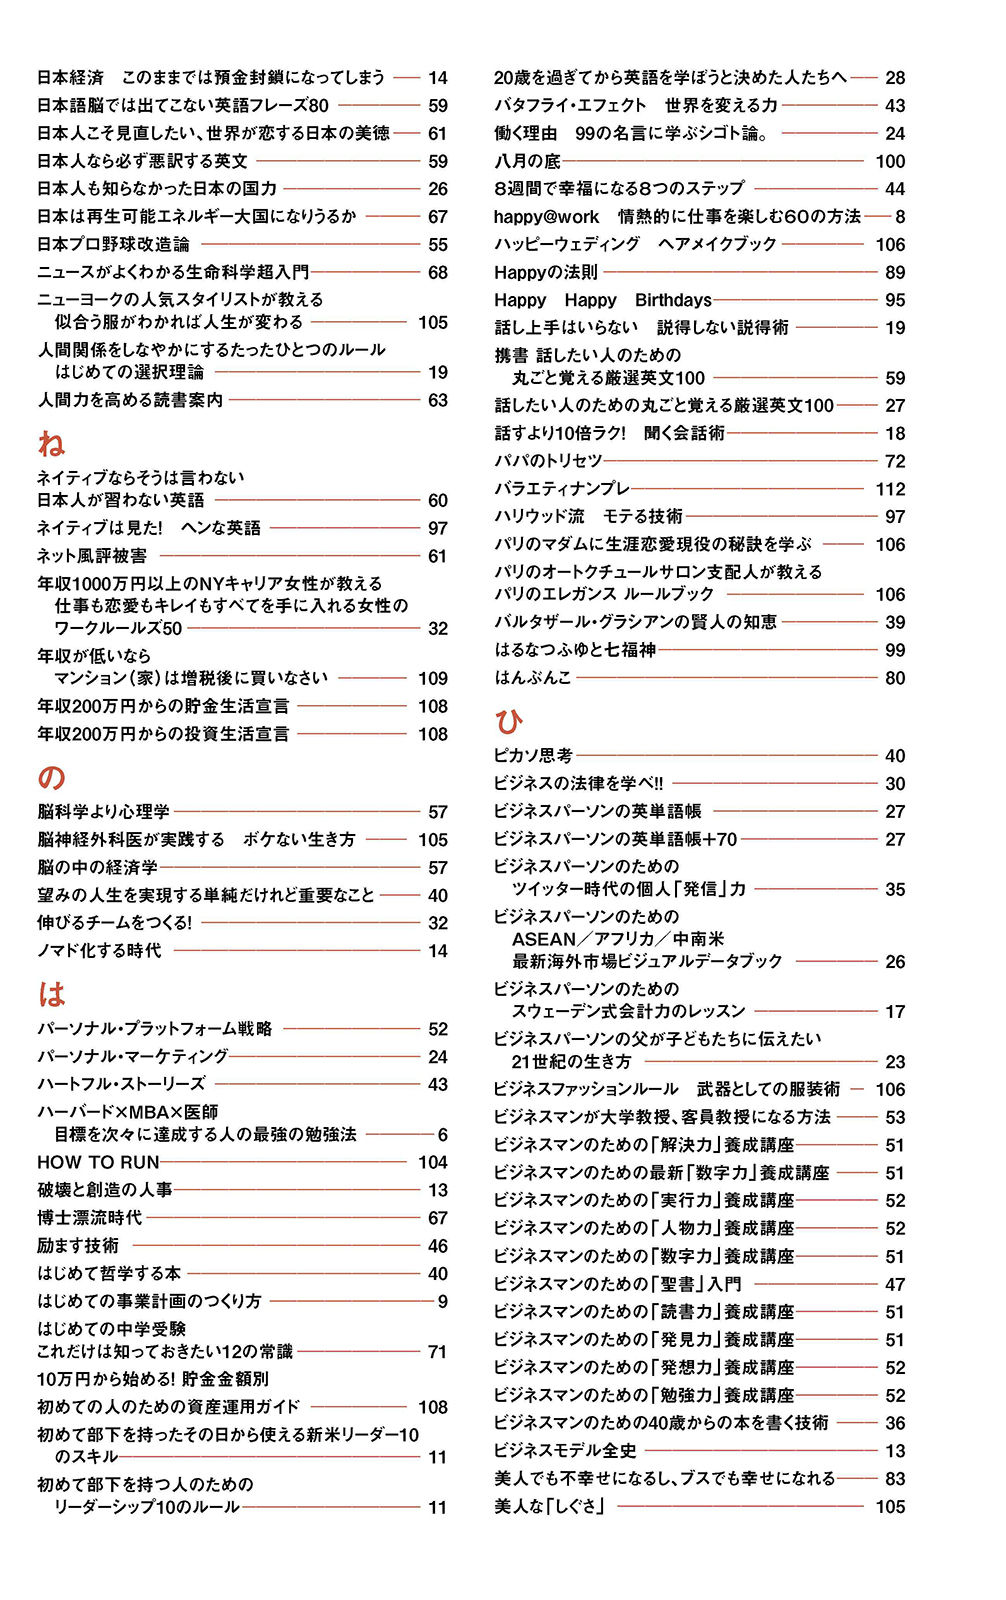 日本経済　このままでは預金封鎖になってしまう 14
日本語脳では出てこない英語フレーズ80 59
日本人こそ見直したい、世界が恋する日本の美徳 61
日本人なら必ず悪訳する英文 59
日本人も知らなかった日本の国力 26
日本は再生可能エネルギー大国になりうるか 67
日本プロ野球改造論 55
ニュースがよくわかる生命科学超入門 68
ニューヨークの人気スタイリストが教える
似合う服がわかれば人生が変わる 105
人間関係をしなやかにするたったひとつのルール
はじめての選択理論 19
人間力を高める読書案内 63
ね
ネイティブならそうは言わない
日本人が習わない英語 60
ネイティブは見た！　ヘンな英語 97
ネット風評被害 61
年収1000万円以上のNYキャリア女性が教える
仕事も恋愛もキレイもすべてを手に入れる女性の
ワークルールズ50 32
年収が低いなら
マンション（家）は増税後に買いなさい 109
年収200万円からの貯金生活宣言 108
年収200万円からの投資生活宣言 108
の
脳科学より心理学 57
脳神経外科医が実践する　ボケない生き方 105
脳の中の経済学 57
望みの人生を実現する単純だけれど重要なこと 40
伸びるチームをつくる！ 32
ノマド化する時代 14
は
パーソナル・プラットフォーム戦略 52
パーソナル・マーケティング 24
ハートフル・ストーリーズ 43
ハーバード×MBA×医師
目標を次々に達成する人の最強の勉強法 6
HOW TO RUN 104
破壊と創造の人事 13
博士漂流時代 67
励ます技術 46
はじめて哲学する本 40
はじめての事業計画のつくり方 9
はじめての中学受験
これだけは知っておきたい12の常識 71
10万円から始める！ 貯金金額別
初めての人のための資産運用ガイド 108
初めて部下を持ったその日から使える新米リーダー10
のスキル 11
初めて部下を持つ人のための
リーダーシップ10のルール 11
20歳を過ぎてから英語を学ぼうと決めた人たちへ 28
バタフライ・エフェクト　世界を変える力 43
働く理由　99の名言に学ぶシゴト論。 24
八月の底 100
8週間で幸福になる8つのステップ 44
happy@work　情熱的に仕事を楽しむ60の方法 8
ハッピーウェディング　ヘアメイクブック 106
Happyの法則 89
Happy　Happy　Birthdays 95
話し上手はいらない　説得しない説得術 19
携書 話したい人のための
丸ごと覚える厳選英文100 59
話したい人のための丸ごと覚える厳選英文100 27
話すより10倍ラク！　聞く会話術 18
パパのトリセツ 72
バラエティナンプレ 112
ハリウッド流　モテる技術 97
パリのマダムに生涯恋愛現役の秘訣を学ぶ 106
パリのオートクチュールサロン支配人が教える
パリのエレガンス ルールブック 106
バルタザール・グラシアンの賢人の知恵 39
はるなつふゆと七福神 99
はんぶんこ 80
ひ
ピカソ思考 40
ビジネスの法律を学べ!! 30
ビジネスパーソンの英単語帳 27
ビジネスパーソンの英単語帳＋70 27
ビジネスパーソンのための
ツイッター時代の個人「発信」力 35
ビジネスパーソンのための
ASEAN／アフリカ／中南米
最新海外市場ビジュアルデータブック 26
ビジネスパーソンのための
スウェーデン式会計力のレッスン 17
ビジネスパーソンの父が子どもたちに伝えたい
21世紀の生き方 23
ビジネスファッションルール　武器としての服装術 106
ビジネスマンが大学教授、客員教授になる方法 53
ビジネスマンのための「解決力」養成講座 51
ビジネスマンのための最新「数字力」養成講座 51
ビジネスマンのための「実行力」養成講座 52
ビジネスマンのための「人物力」養成講座 52
ビジネスマンのための「数字力」養成講座 51
ビジネスマンのための「聖書」入門 47
ビジネスマンのための「読書力」養成講座 51
ビジネスマンのための「発見力」養成講座 51
ビジネスマンのための「発想力」養成講座 52
ビジネスマンのための「勉強力」養成講座 52
ビジネスマンのための40歳からの本を書く技術 36
ビジネスモデル全史 13
美人でも不幸せになるし、ブスでも幸せになれる 83
美人な「しぐさ」 105